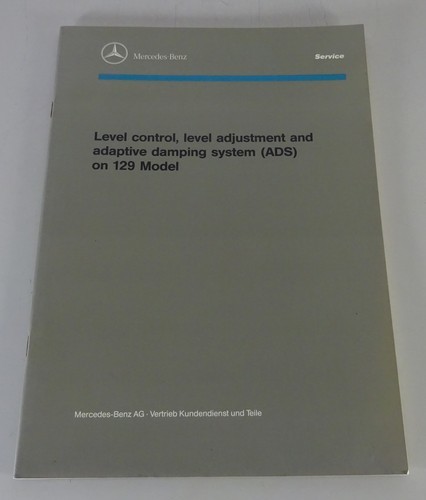 Mercedes-Benz
Service
Level control, level adjustment and
adaptive damping system (ADS)
on 129 Model
Mercedes-Benz AG · Vertrieb Kundendienst und Teile